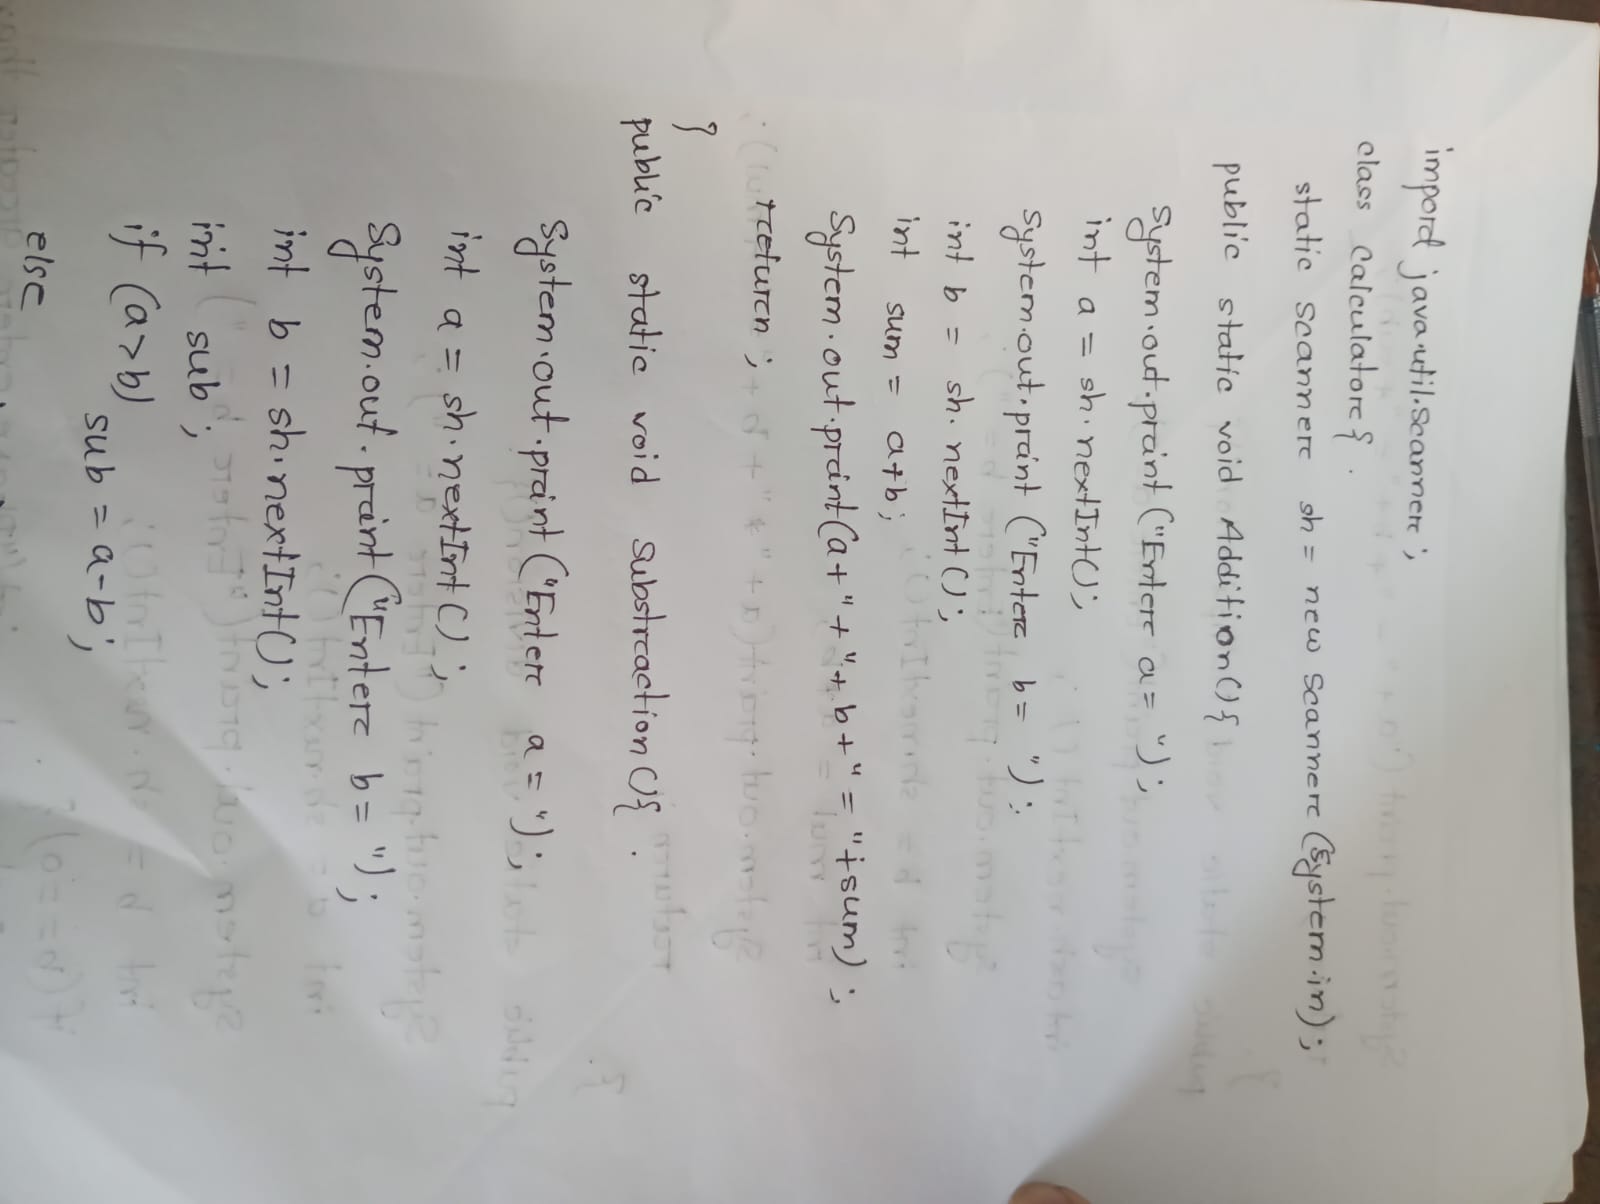 impord java.util.Scanner;
class Calculator{
static Scanner sh = new Scanner(System.in);
public static void Addition(){
System.out.print("Enter a= ");
int a = sh.nextInt();
System.out.print ("Enter b= ");
int b = sh.nextInt();
int sum = a+b;
System.out.print(a+"+"+b+"="+sum);
return;
}
public static void Substraction(){
System.out.print("Enter a=");
int a = sh.nextInt();
System.out.print("Enter b= ");
int b = sh.nextInt();
int sub;
if (a>b)
sub = a-b;
else